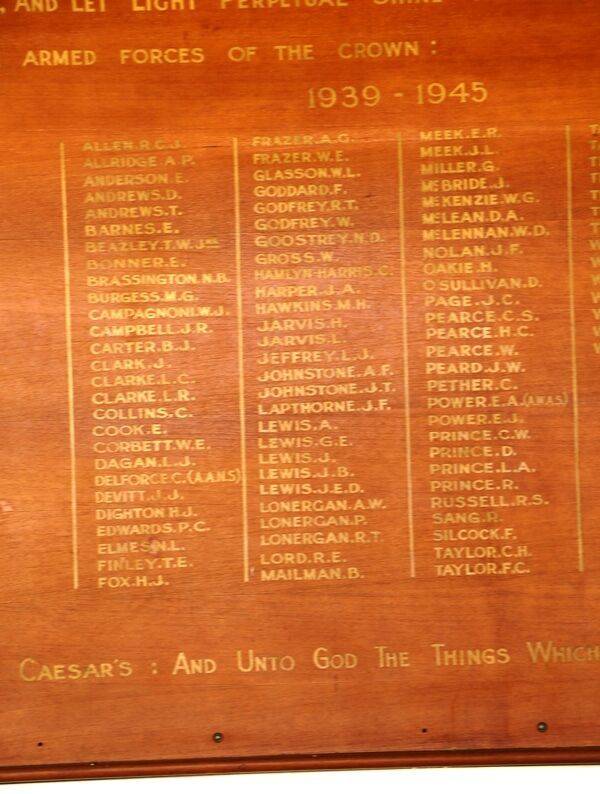 AND LET LIGHT PERPETUAL SHINE
ARMED FORCES OF THE CROWN :
1939 - 1945
ALLEN.R.C.J.
ALLRIDGE.A.P.
ANDERSON.E.
ANDREWS.D.
ANDREWS.T.
BARNES.E.
BEAZLEY.T.W.JNR.
BONNER.E.
BRASSINGTON.N.B.
BURGESS.M.G.
CAMPAGNONI.W.J.
CAMPBELL.J.R.
CARTER.B.J.
CLARK.J.
CLARKE.L.C.
CLARKE.L.R.
COLLINS.C.
COOK.E.
CORBETT.W.E.
DAGAN.L.J.
DELFORCE.C.(A.A.N.S)
DEVITT.J.J.
DIGHTON.H.J.
EDWARDS.P.C.
ELMES.N.L.
FINLEY.T.E.
FOX.H.J.
FRAZER.A.G.
FRAZER.W.E.
GLASSON.W.L.
GODDARD.F.
GODFREY.R.T.
GODFREY.W.
GOOSTREY.N.D.
GROSS.W.
HAMLYN-HARRIS.C.
HARPER.J.A.
HAWKINS.M.H.
JARVIS.H.
JARVIS.L.
JEFFREY.L.J.
JOHNSTONE.A.F.
JOHNSTONE.J.T.
LAPTHORNE.J.F.
LEWIS.A.
LEWIS.G.E.
LEWIS.J.
LEWIS.J.B.
LEWIS.J.E.D.
LONERGAN.A.W.
LONERGAN.P.
LONERGAN.R.T.
LORD.R.E.
MAILMAN.B.
MEEK.E.R.
MEEK.J.L.
MILLER.G.
McBRIDE.J.
McKENZIE.W.G.
McLEAN.D.A.
McLENNAN.W.D.
NOLAN.J.F.
OAKIE.H.
O'SULLIVAN.D.
PAGE.J.C.
PEARCE.C.S.
PEARCE.H.C.
PEARCE.W.
PEARD.J.W.
PETHER.C.
POWER.E.A.(A.W.A.S)
POWER.E.J.
PRINCE.C.W.
PRINCE.D.
PRINCE.L.A.
PRINCE.R.
RUSSELL.R.S.
SANG.R.
SILCOCK.F.
TAYLOR.C.H.
TAYLOR.F.C.
CAESAR'S : AND UNTO GOD THE THINGS WHICH